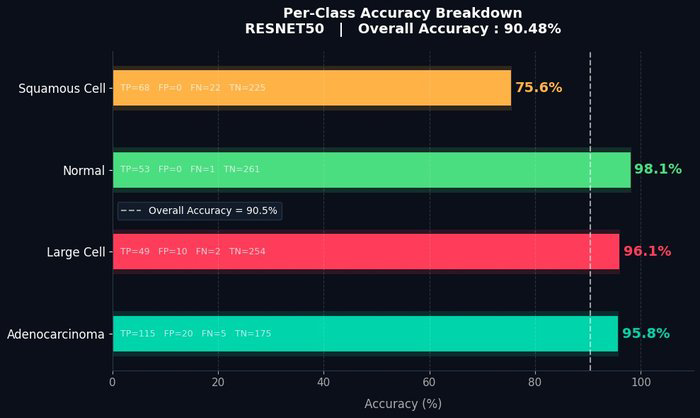 Per-Class Accuracy Breakdown
RESNET50 | Overall Accuracy : 90.48%
Squamous Cell
TP=68 FP=0 FN=22 TN=225
75.6%
Normal
TP=53 FP=0 FN=1 TN=261
98.1%
Overall Accuracy = 90.5%
Large Cell
TP=49 FP=10 FN=2 TN=254
96.1%
Adenocarcinoma
TP=115 FP=20 FN=5 TN=175
95.8%
0 20 40 60 80 100
Accuracy (%)